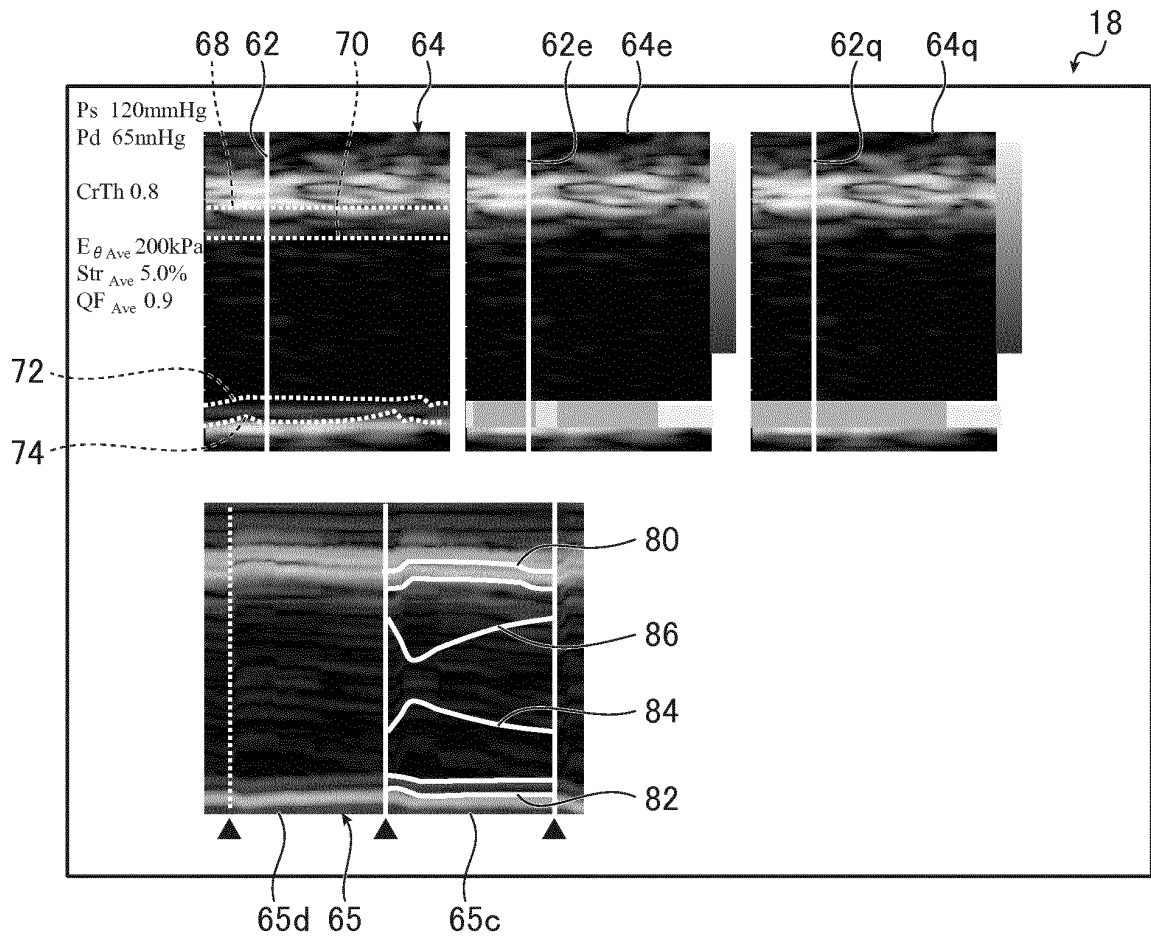 18
68 62 70 64 62e 64e 62q 64q
Ps 120mmHg
Pd 65nnHg
CrTh 0.8
Eθ Ave 200kPa
Str Ave 5.0%
QF Ave 0.9
72
74
80
86
84
82
65d 65 65c